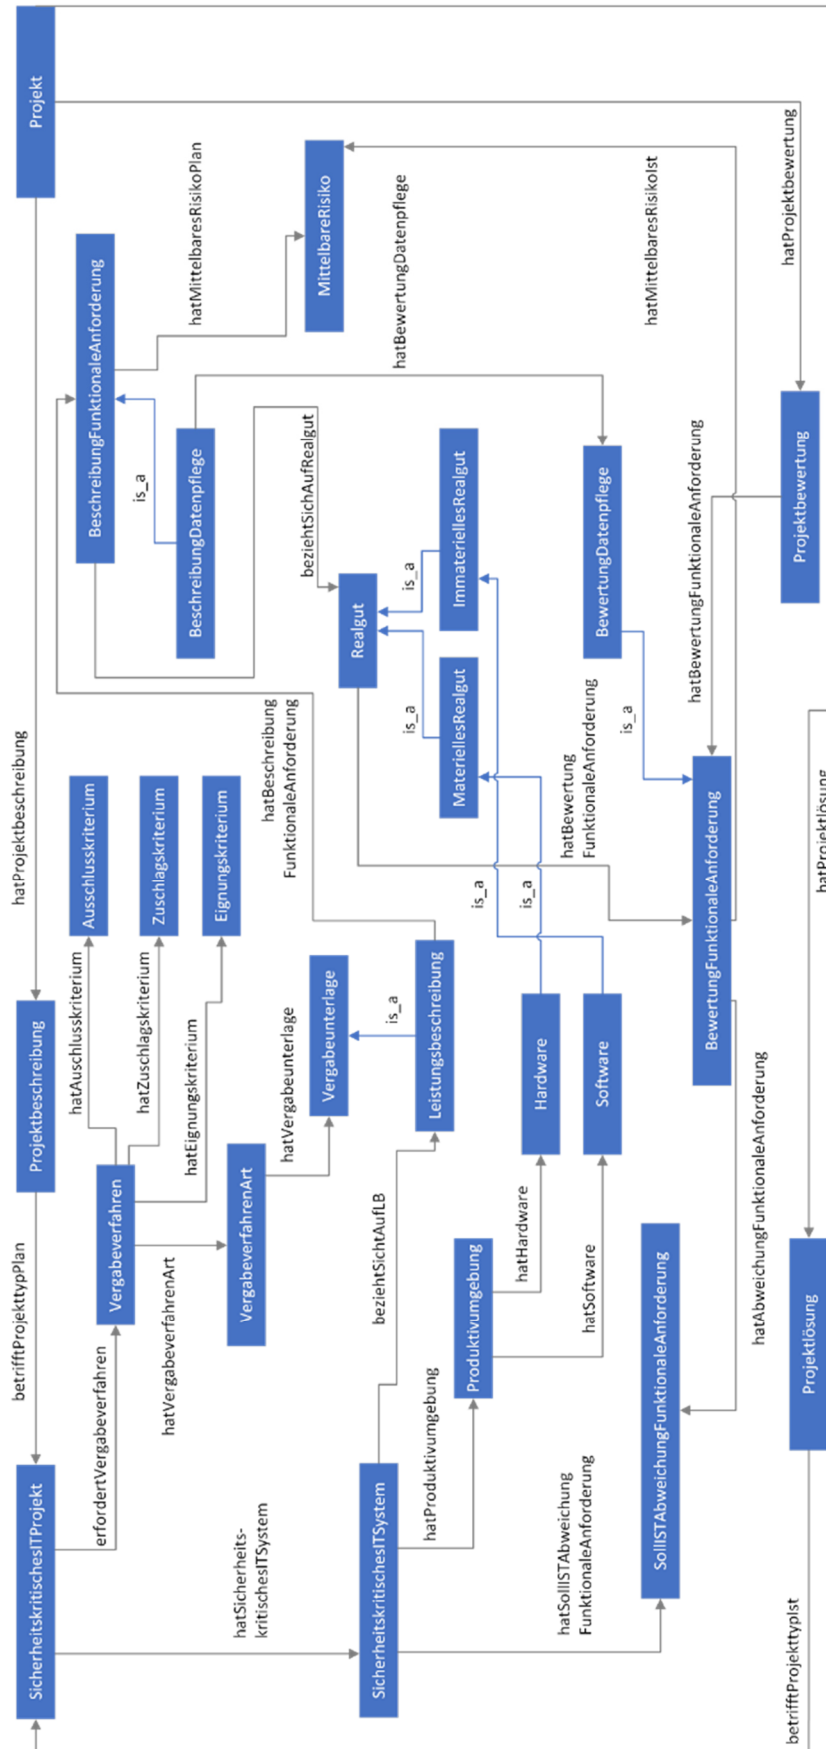 Projekt
hatProjektbeschreibung
Projektbeschreibung
betrifftProjekttypPlan
SicherheitskritischesITProjekt
BeschreibungFunktionaleAnforderung
hatMittelbaresRisikoPlan
MittelbareRisiko
is_a
BeschreibungDatenpflege
hatBewertungDatenpflege
beziehtSichAufRealgut
Realgut
is_a
is_a
ImmateriellesRealgut
MateriellesRealgut
BewertungDatenpflege
is_a
hatMittelbaresRisikoIst
hatProjektbewertung
Projektbewertung
hatBewertungFunktionaleAnforderung
hatBewertung
FunktionaleAnforderung
BewertungFunktionaleAnforderung
hatBeschreibung
FunktionaleAnforderung
Ausschlusskriterium
Zuschlagskriterium
Eignungskriterium
hatAuschlusskriterium
hatZuschlagskriterium
hatEignungskriterium
Vergabeverfahren
erfordertVergabeverfahren
hatVergabeverfahrenArt
VergabeverfahrenArt
hatVergabeunterlage
Vergabeunterlage
is_a
Leistungsbeschreibung
beziehtSichtAufLB
is_a
is_a
Hardware
Software
hatHardware
hatSoftware
Produktivumgebung
hatProduktivumgebung
hatSicherheits-
kritischesITSystem
SicherheitskritischesITSystem
hatSollISTAbweichung
FunktionaleAnforderung
SollISTAbweichungFunktionaleAnforderung
hatAbweichungFunktionaleAnforderung
hatProjektlösung
Projektlösung
betrifftProjekttypIst